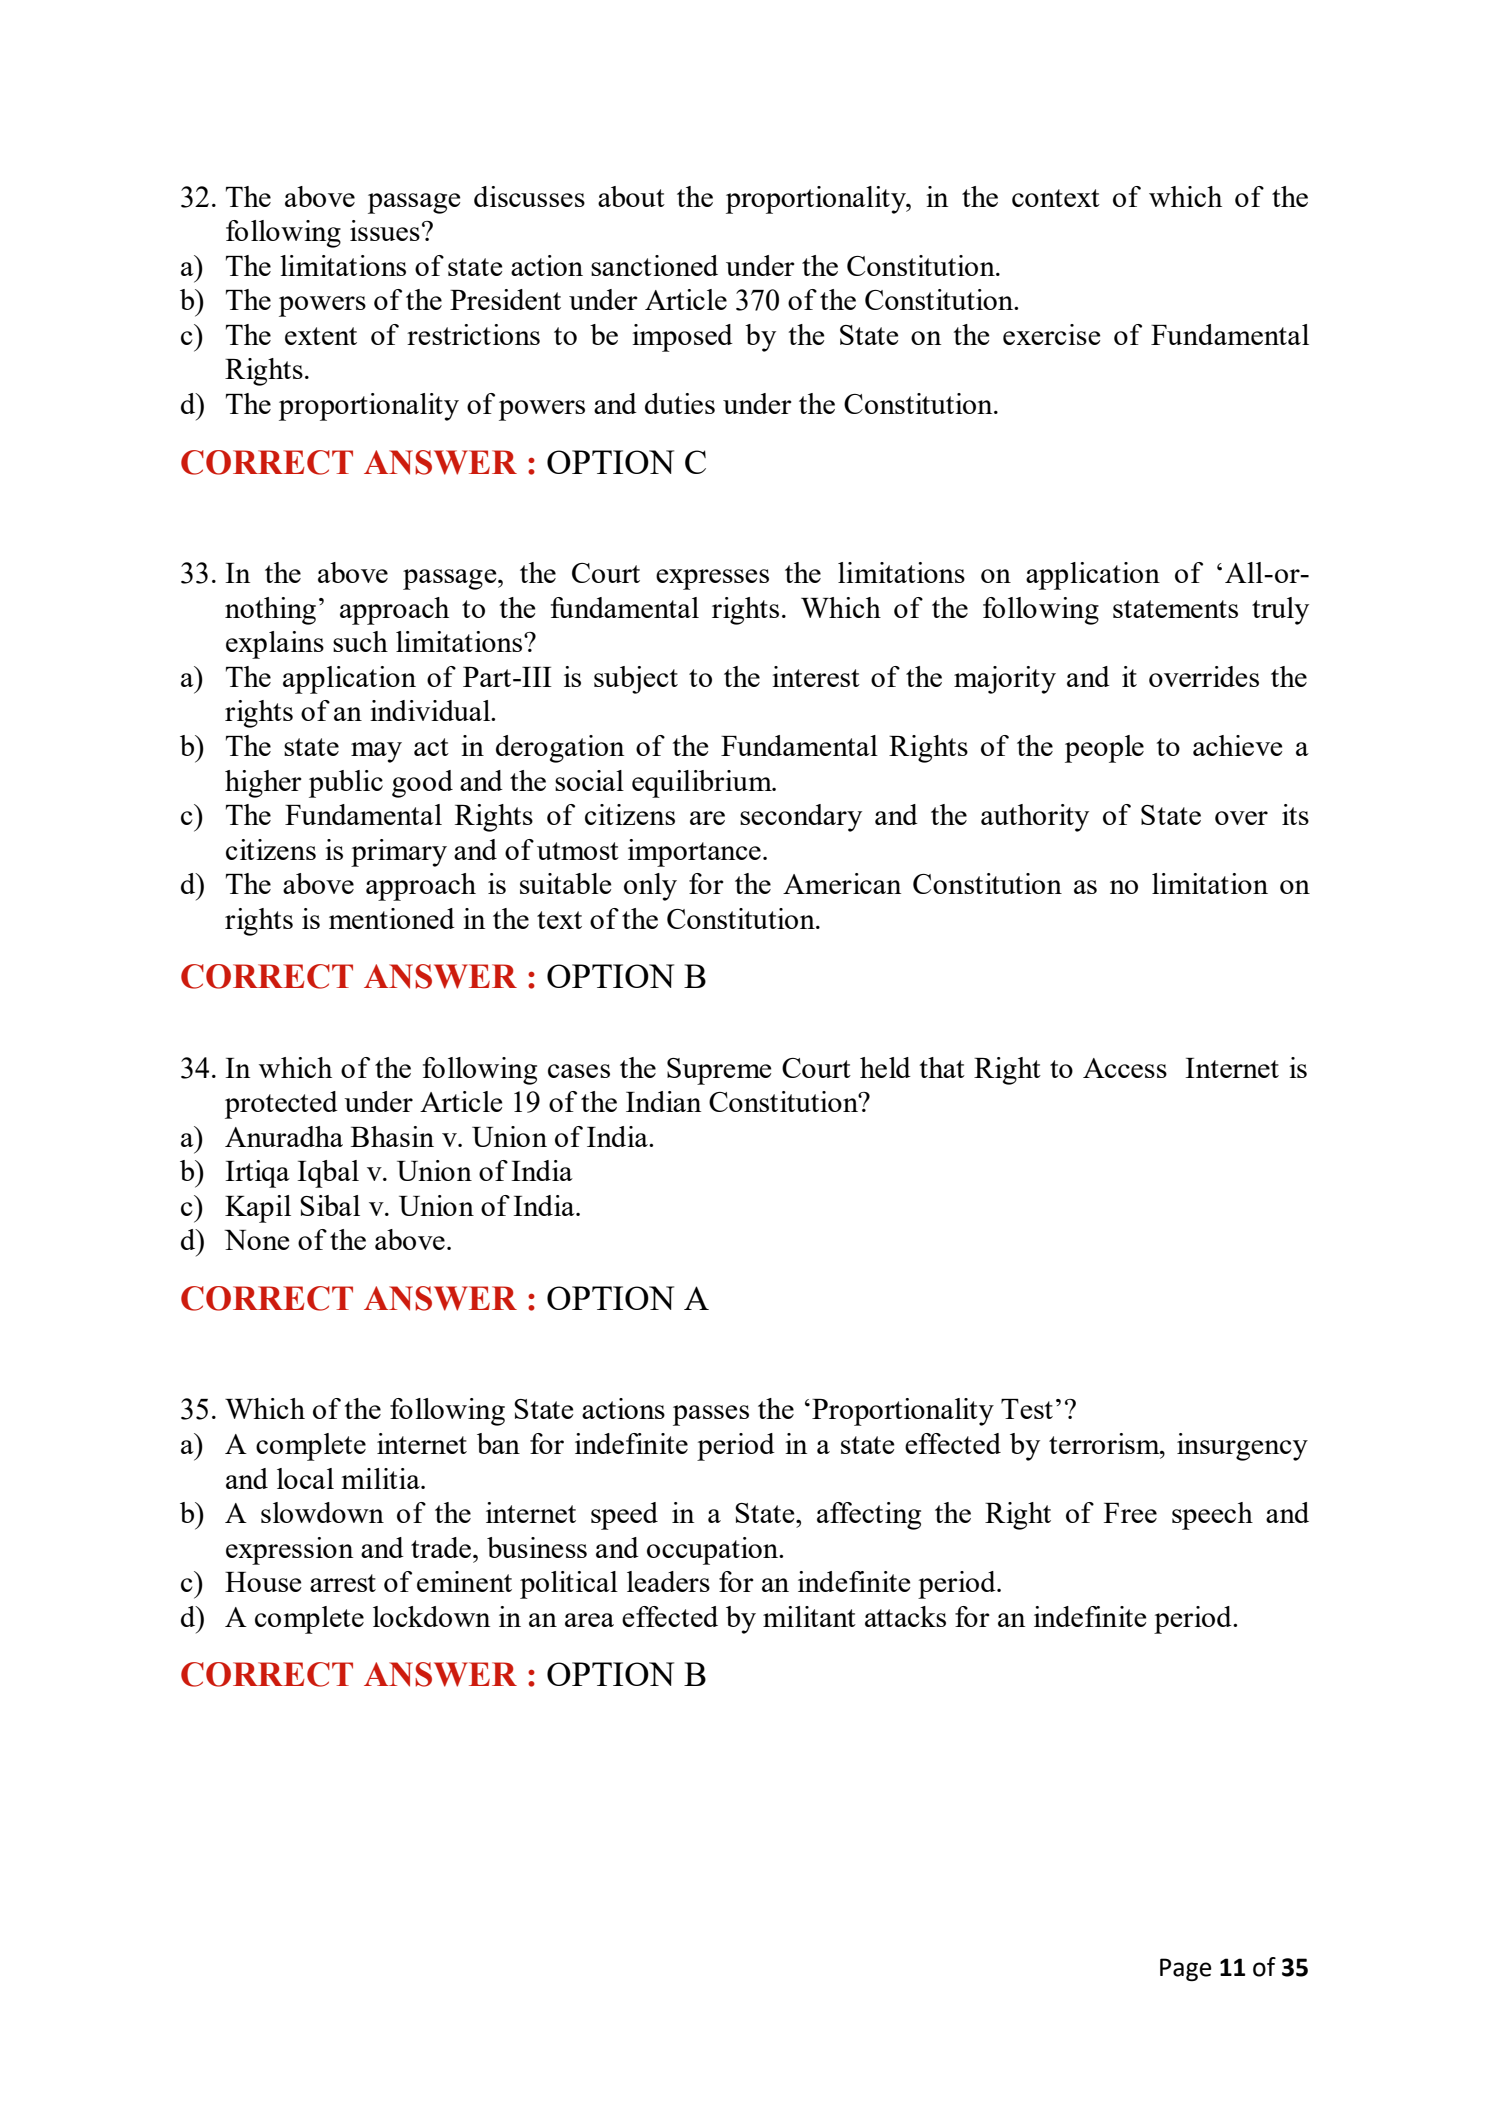 32. The above passage discusses about the proportionality, in the context of which of the
following issues?
a) The limitations of state action sanctioned under the Constitution.
b) The powers of the President under Article 370 of the Constitution.
c) The extent of restrictions to be imposed by the State on the exercise of Fundamental
Rights.
d) The proportionality of powers and duties under the Constitution.
CORRECT ANSWER : OPTION C
33. In the above passage, the Court expresses the limitations on application of ‘All-or-
nothing’ approach to the fundamental rights. Which of the following statements truly
explains such limitations?
a) The application of Part-III is subject to the interest of the majority and it overrides the
rights of an individual.
b) The state may act in derogation of the Fundamental Rights of the people to achieve a
higher public good and the social equilibrium.
c) The Fundamental Rights of citizens are secondary and the authority of State over its
citizens is primary and of utmost importance.
d) The above approach is suitable only for the American Constitution as no limitation on
rights is mentioned in the text of the Constitution.
CORRECT ANSWER : OPTION B
34. In which of the following cases the Supreme Court held that Right to Access Internet is
protected under Article 19 of the Indian Constitution?
a) Anuradha Bhasin v. Union of India.
b) Irtiqa Iqbal v. Union of India
c) Kapil Sibal v. Union of India.
d) None of the above.
CORRECT ANSWER : OPTION A
35. Which of the following State actions passes the ‘Proportionality Test’?
a) A complete internet ban for indefinite period in a state effected by terrorism, insurgency
and local militia.
b) A slowdown of the internet speed in a State, affecting the Right of Free speech and
expression and trade, business and occupation.
c) House arrest of eminent political leaders for an indefinite period.
d) A complete lockdown in an area effected by militant attacks for an indefinite period.
CORRECT ANSWER : OPTION B
Page 11 of 35